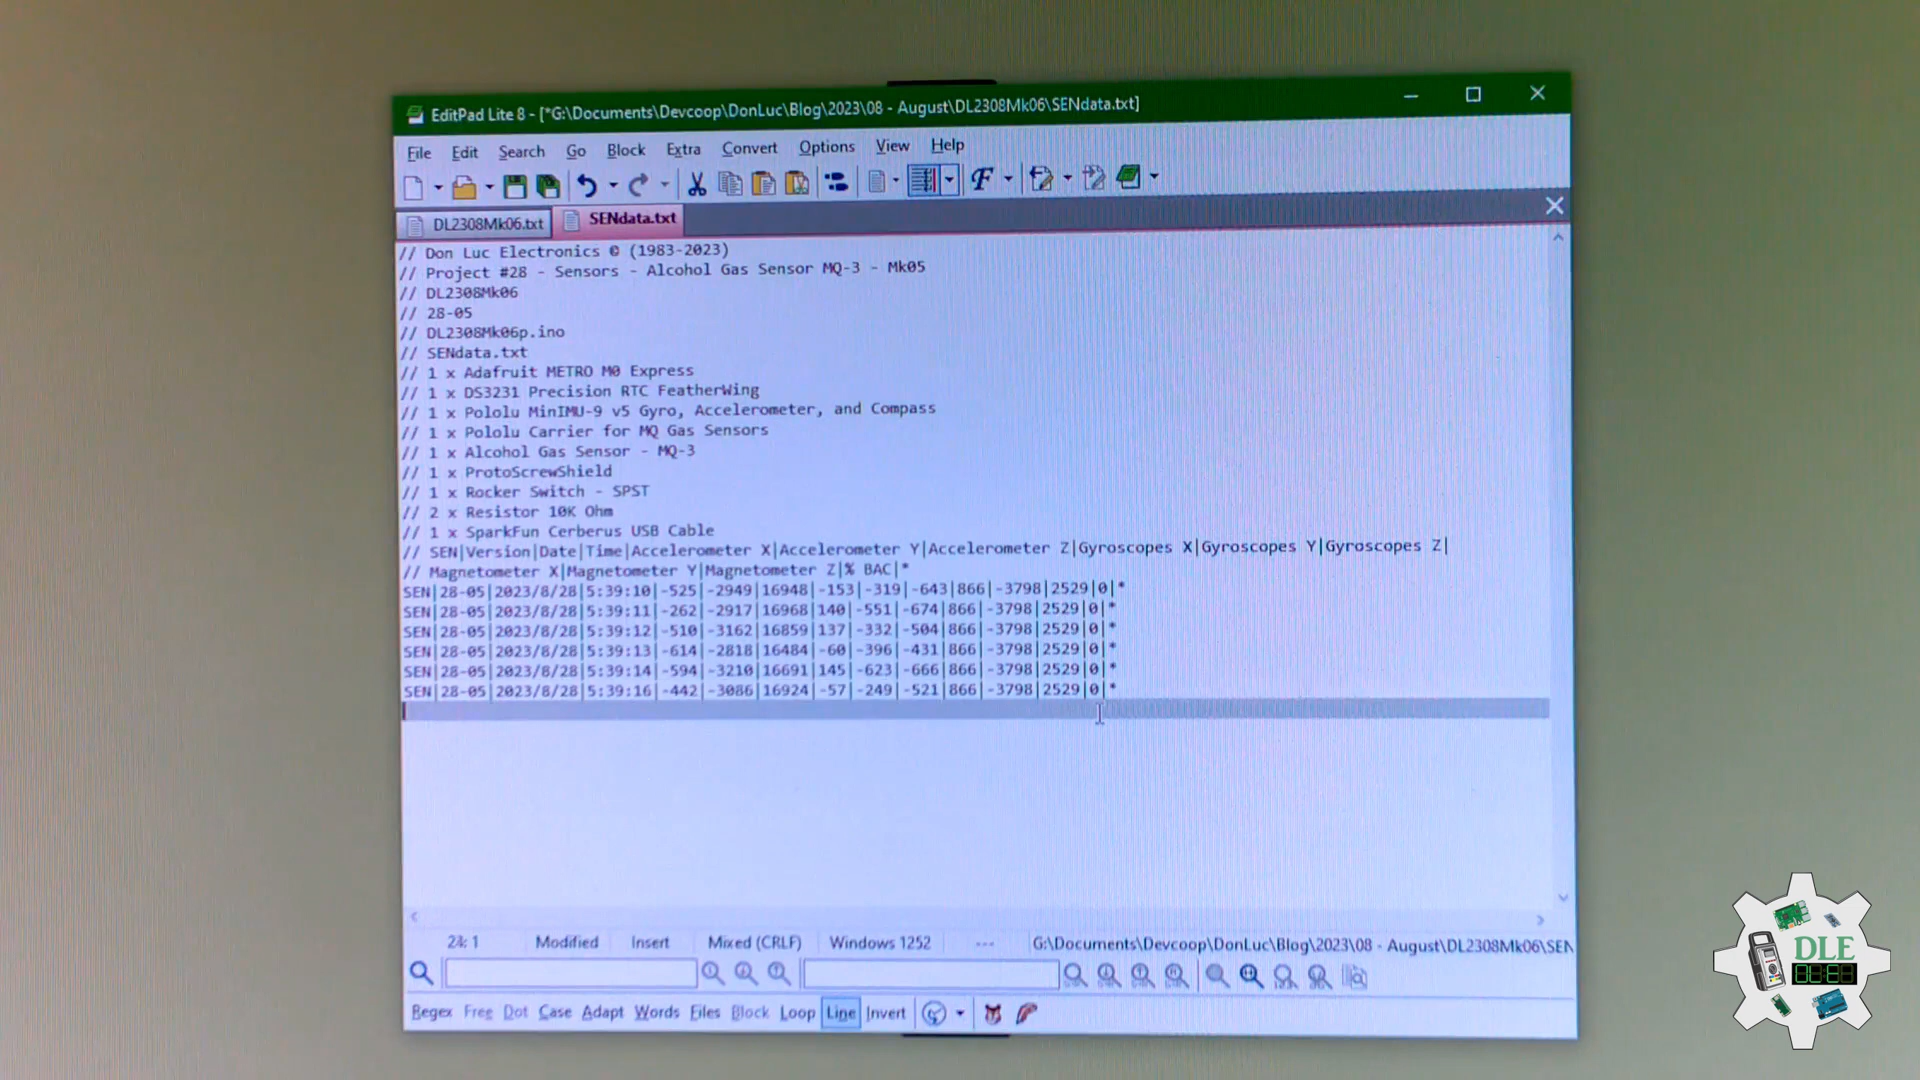 EditPad Lite 8 - [*G:\Documents\Devcoop\DonLuc\Blog\2023\08 - August\DL2308Mk06\SENdata.txt]
File Edit Search Go Block Extra Convert Options View Help
DL2308Mk06.txt SENdata.txt
// Don Luc Electronics © (1983-2023)
// Project #28 - Sensors - Alcohol Gas Sensor MQ-3 - Mk05
// DL2308Mk06
// 28-05
// DL2308Mk06p.ino
// SENdata.txt
// 1 x Adafruit METRO M0 Express
// 1 x DS3231 Precision RTC FeatherWing
// 1 x Pololu MinIMU-9 v5 Gyro, Accelerometer, and Compass
// 1 x Pololu Carrier for MQ Gas Sensors
// 1 x Alcohol Gas Sensor - MQ-3
// 1 x ProtoScrewShield
// 1 x Rocker Switch - SPST
// 2 x Resistor 10K Ohm
// 1 x SparkFun Cerberus USB Cable
// SEN|Version|Date|Time|Accelerometer X|Accelerometer Y|Accelerometer Z|Gyroscopes X|Gyroscopes Y|Gyroscopes Z|
// Magnetometer X|Magnetometer Y|Magnetometer Z|% BAC|*
SEN|28-05|2023/8/28|5:39:10|-525|-2949|16948|-153|-319|-643|866|-3798|2529|0|*
SEN|28-05|2023/8/28|5:39:11|-262|-2917|16968|140|-551|-674|866|-3798|2529|0|*
SEN|28-05|2023/8/28|5:39:12|-510|-3162|16859|137|-332|-504|866|-3798|2529|0|*
SEN|28-05|2023/8/28|5:39:13|-614|-2818|16484|-60|-396|-431|866|-3798|2529|0|*
SEN|28-05|2023/8/28|5:39:14|-594|-3210|16691|145|-623|-666|866|-3798|2529|0|*
SEN|28-05|2023/8/28|5:39:16|-442|-3086|16924|-57|-249|-521|866|-3798|2529|0|*
24: 1 Modified Insert Mixed (CRLF) Windows 1252 --- G:\Documents\Devcoop\DonLuc\Blog\2023\08 - August\DL2308Mk06\SEN
Regex Free Dot Case Adapt Words Files Block Loop Line Invert
DLE